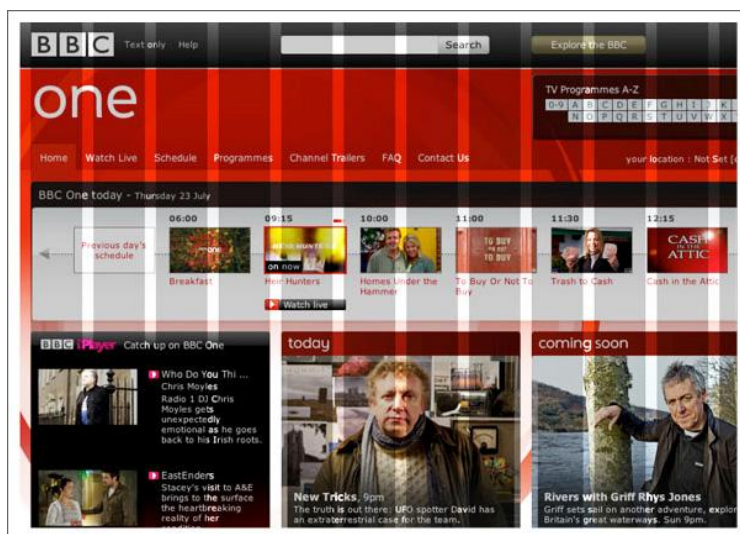 BBC Text only Help Search Explore the BBC
one
TV Programmes A-Z
0-9 A B C D E F G H I J K
N O P Q R S T U V W X
Home Watch Live Schedule Programmes Channel Trailers FAQ Contact Us
your location : Not Set [e
BBC One today - Thursday 23 July
06:00 09:15 10:00 11:00 11:30 12:15
Previous day's
schedule
one
HEIR HUNTERS
on now
TO BUY
OR NOT
TO BUY
CASH
IN THE
ATTIC
Breakfast
Heir Hunters
Homes Under the
Hammer
To Buy Or Not To
Buy
Trash to Cash
Cash in the Attic
Watch live
BBC iPlayer Catch up on BBC One
Who Do You Thi ...
Chris Moyles
Radio 1 DJ Chris
Moyles gets
unexpectedly
emotional as he goes
back to his Irish roots.
EastEnders
Stacey's visit to A&E
brings to the surface
the heartbreaking
reality of her
condition
today
New Tricks, 9pm
The truth is out there: UFO spotter David has
an extraterrestrial case for the team.
coming soon
Rivers with Griff Rhys Jones
Griff sets sail on another adventure, explor
Britain's great waterways. Sun 9pm.